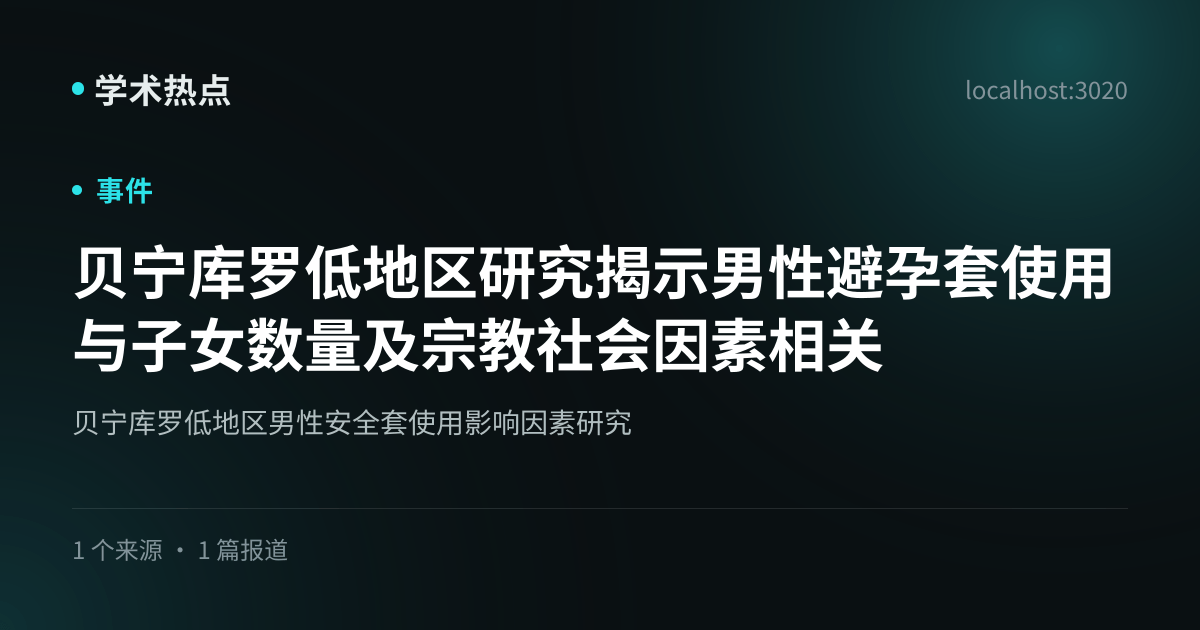 学术热点
localhost:3020
事件
贝宁库罗低地区研究揭示男性避孕套使用
与子女数量及宗教社会因素相关
贝宁库罗低地区男性安全套使用影响因素研究
1 个来源 · 1 篇报道